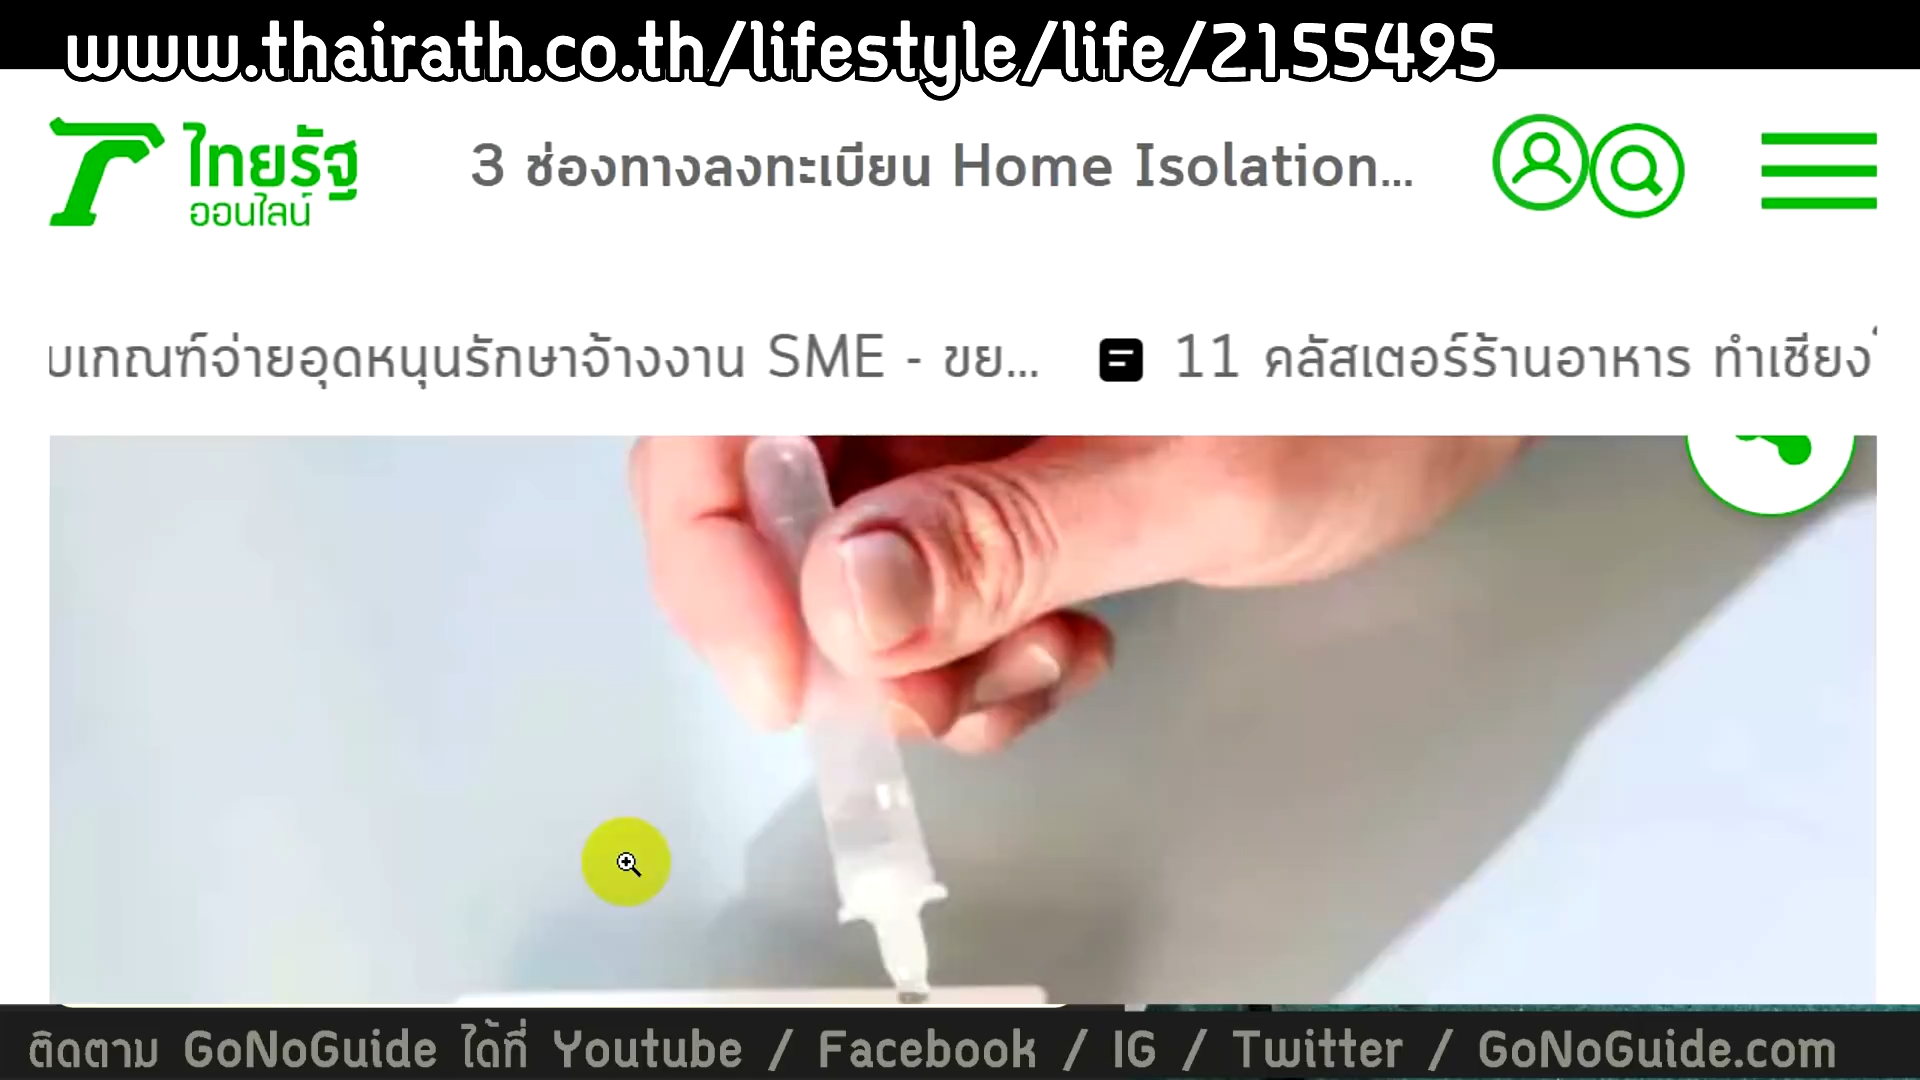 www.thairath.co.th/lifestyle/life/2155495
ไทยรัฐ
ออนไลน์
3 ช่องทางลงทะเบียน Home Isolation...
บเกณฑ์จ่ายอุดหนุนรักษาจ้างงาน SME - ขย... 11 คลัสเตอร์ร้านอาหาร ทำเชียง
ติดตาม GoNoGuide ได้ที่ Youtube / Facebook / IG / Twitter / GoNoGuide.com